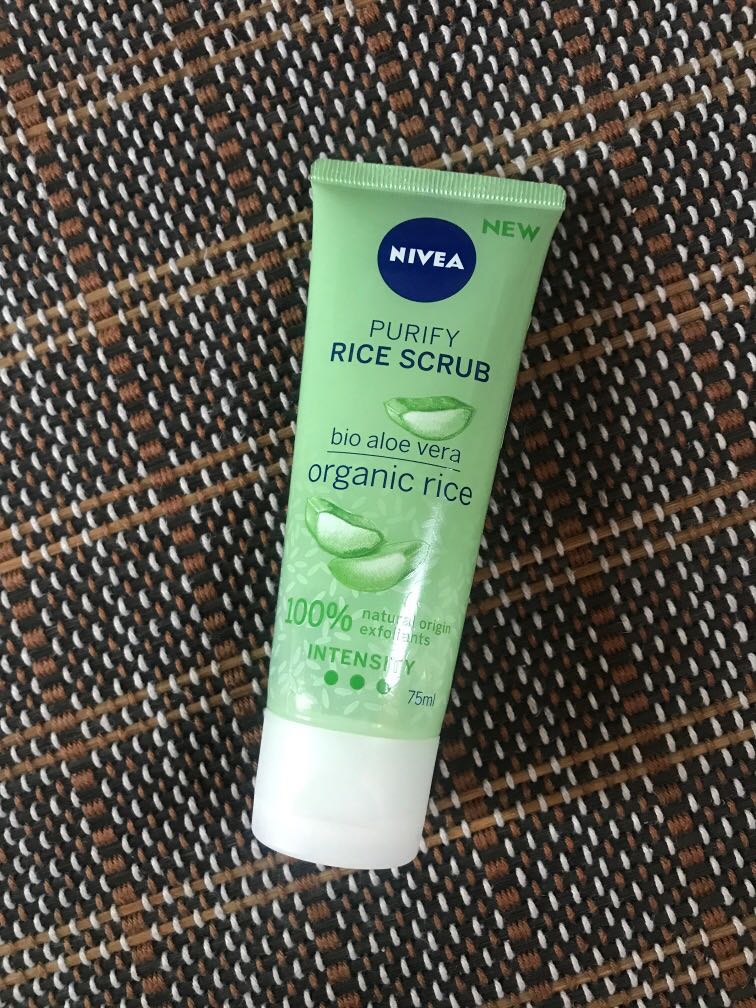 NEW
NIVEA
PURIFY
RICE SCRUB
bio aloe vera
organic rice
100% natural origin
exfoliants
INTENSITY
75ml